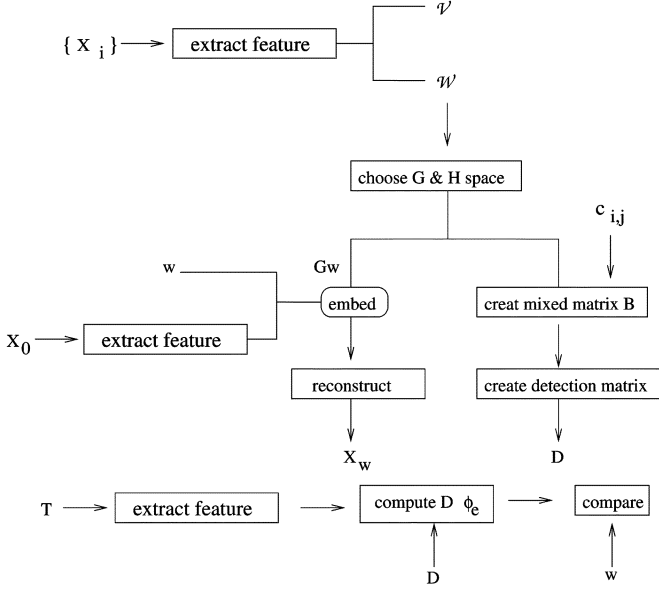 𝒱
{ X i } extract feature
𝒲
choose G & H space
c i,j
w Gw
embed creat mixed matrix B
X0 extract feature
reconstruct create detection matrix
Xw D
T extract feature compute D ϕe compare
D w